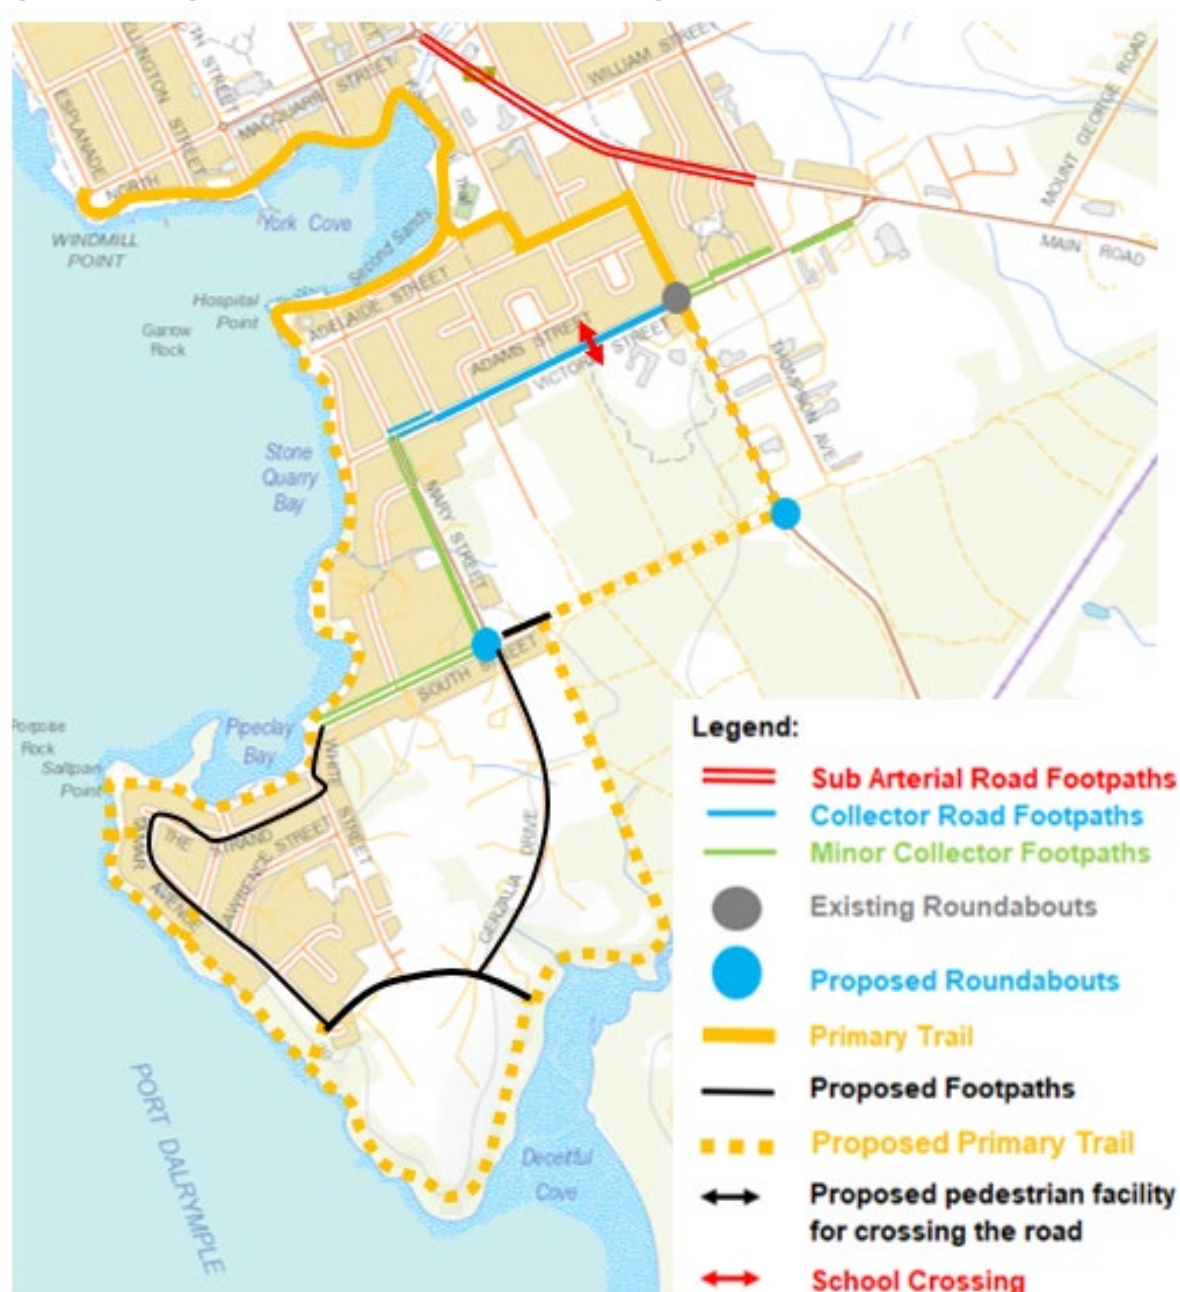 WILLIAM STREET
MOUNT GEORGE ROAD
MACQUARIE STREET
STREET
ESPLANADE
NORTH
York Cove
WINDMILL
POINT
MAIN ROAD
Second Sands
Hospital
Point
ADELAIDE STREET
Garrow
Rock
ADAMS STREET
STREET
THOMPSON AVE
Stone
Quarry
Bay
MARY STREET
SOUTH STREET
Pipeclay
Bay
Porpoise
Rock
Saltpan
Point
WHITE STREET
THE STRAND
LAWRENCE STREET
AVENUE
DRIVE
PORT DALRYMPLE
Deceitful
Cove
Legend:
Sub Arterial Road Footpaths
Collector Road Footpaths
Minor Collector Footpaths
Existing Roundabouts
Proposed Roundabouts
Primary Trail
Proposed Footpaths
Proposed Primary Trail
Proposed pedestrian facility
for crossing the road
School Crossing